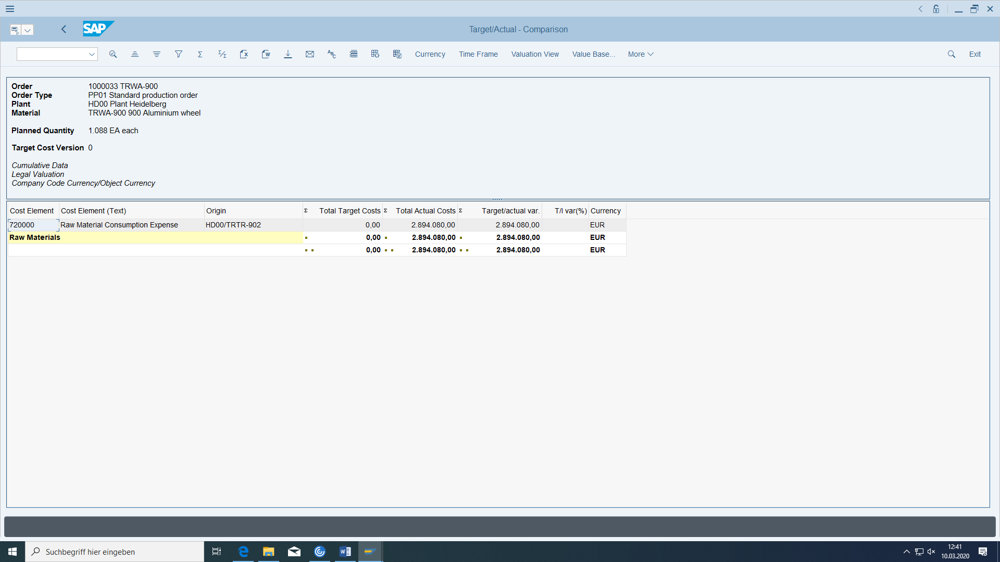 SAP
Target/Actual - Comparison
Currency
Time Frame
Valuation View
Value Base...
More
Exit
Order 1000033 TRWA-900
Order Type PP01 Standard production order
Plant HD00 Plant Heidelberg
Material TRWA-900 900 Aluminium wheel
Planned Quantity 1.088 EA each
Target Cost Version 0
Cumulative Data
Legal Valuation
Company Code Currency/Object Currency
Cost Element Cost Element (Text) Origin Σ Total Target Costs Σ Total Actual Costs Σ Target/actual var. T/I var(%) Currency
720000 Raw Material Consumption Expense HD00/TRTR-902 0,00 2.894.080,00 2.894.080,00 EUR
Raw Materials 0,00 2.894.080,00 2.894.080,00 EUR
0,00 2.894.080,00 2.894.080,00 EUR
Suchbegriff hier eingeben
12:41
10.03.2020